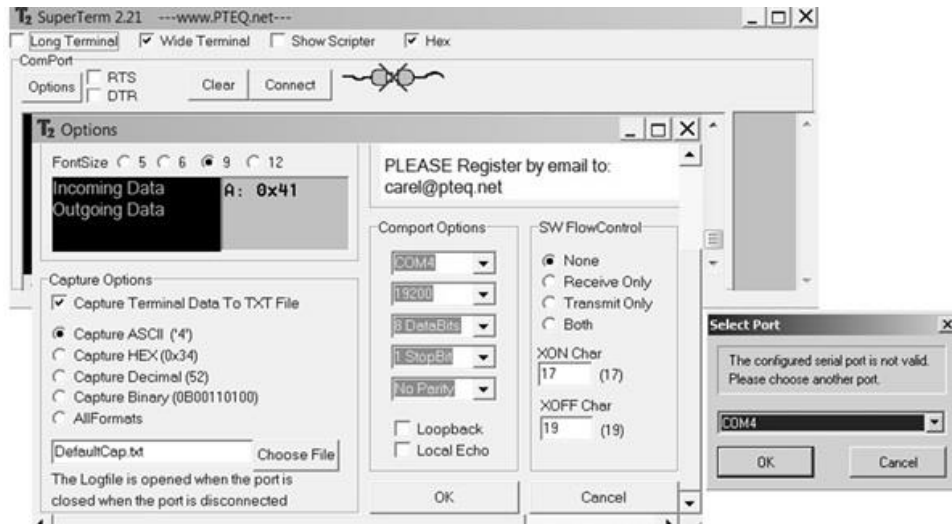 T2 SuperTerm 2.21 ---www.PTEQ.net---
Long Terminal Wide Terminal Show Scripter Hex
ComPort
Options RTS DTR Clear Connect
T2 Options
FontSize 5 6 9 12
Incoming Data
Outgoing Data
A: 0x41
PLEASE Register by email to:
carel@pteq.net
Capture Options
Capture Terminal Data To TXT File
Capture ASCII ('4')
Capture HEX (0x34)
Capture Decimal (52)
Capture Binary (0B00110100)
AllFormats
DefaultCap.txt Choose File
The Logfile is opened when the port is
closed when the port is disconnected
Comport Options
COM4
19200
8 DataBits
1 StopBit
No Parity
Loopback
Local Echo
SW FlowControl
None
Receive Only
Transmit Only
Both
XON Char
17 (17)
XOFF Char
19 (19)
OK Cancel
Select Port
The configured serial port is not valid.
Please choose another port.
COM4
OK Cancel